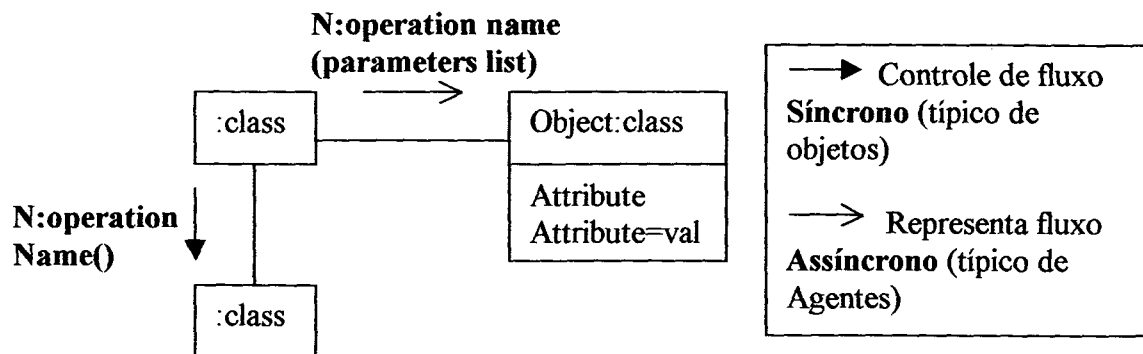 N:operation name
(parameters list)
:class
Object:class
Attribute
Attribute=val
N:operation
Name()
:class
Controle de fluxo
Síncrono (típico de
objetos)
Representa fluxo
Assíncrono (típico de
Agentes)